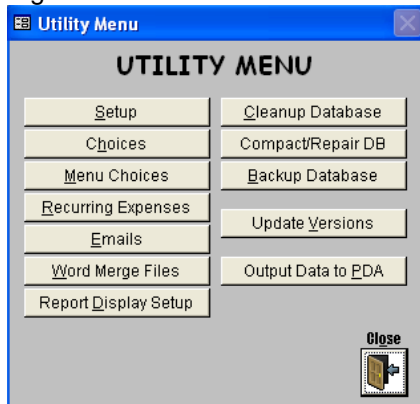 Utility Menu
UTILITY MENU
Setup
Choices
Menu Choices
Recurring Expenses
Emails
Word Merge Files
Report Display Setup
Cleanup Database
Compact/Repair DB
Backup Database
Update Versions
Output Data to PDA
Close